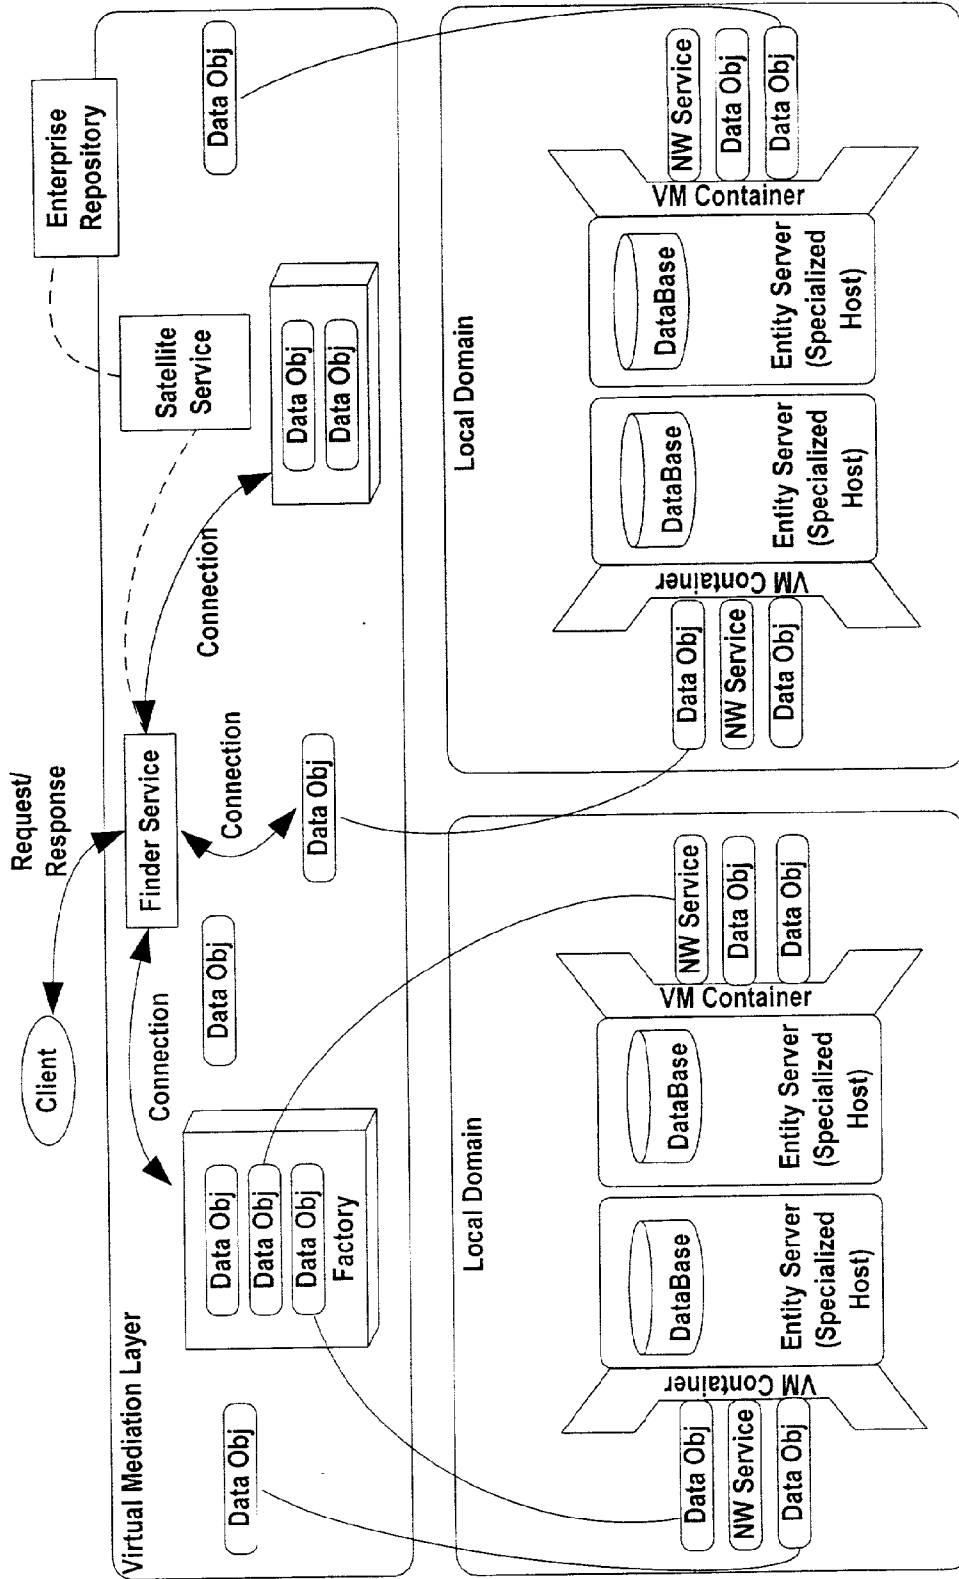 Client
Request/
Response
Enterprise
Repository
Virtual Mediation Layer
Connection
Finder Service
Connection
Connection
Satellite
Service
Data Obj
Data Obj
Data Obj
Data Obj
Factory
Data Obj
Data Obj
Data Obj
Data Obj
Data Obj
Local Domain
Data Obj
NW Service
Data Obj
VM Container
DataBase
Entity Server
(Specialized
Host)
DataBase
Entity Server
(Specialized
Host)
VM Container
NW Service
Data Obj
Data Obj
Local Domain
Data Obj
NW Service
Data Obj
VM Container
DataBase
Entity Server
(Specialized
Host)
DataBase
Entity Server
(Specialized
Host)
VM Container
NW Service
Data Obj
Data Obj